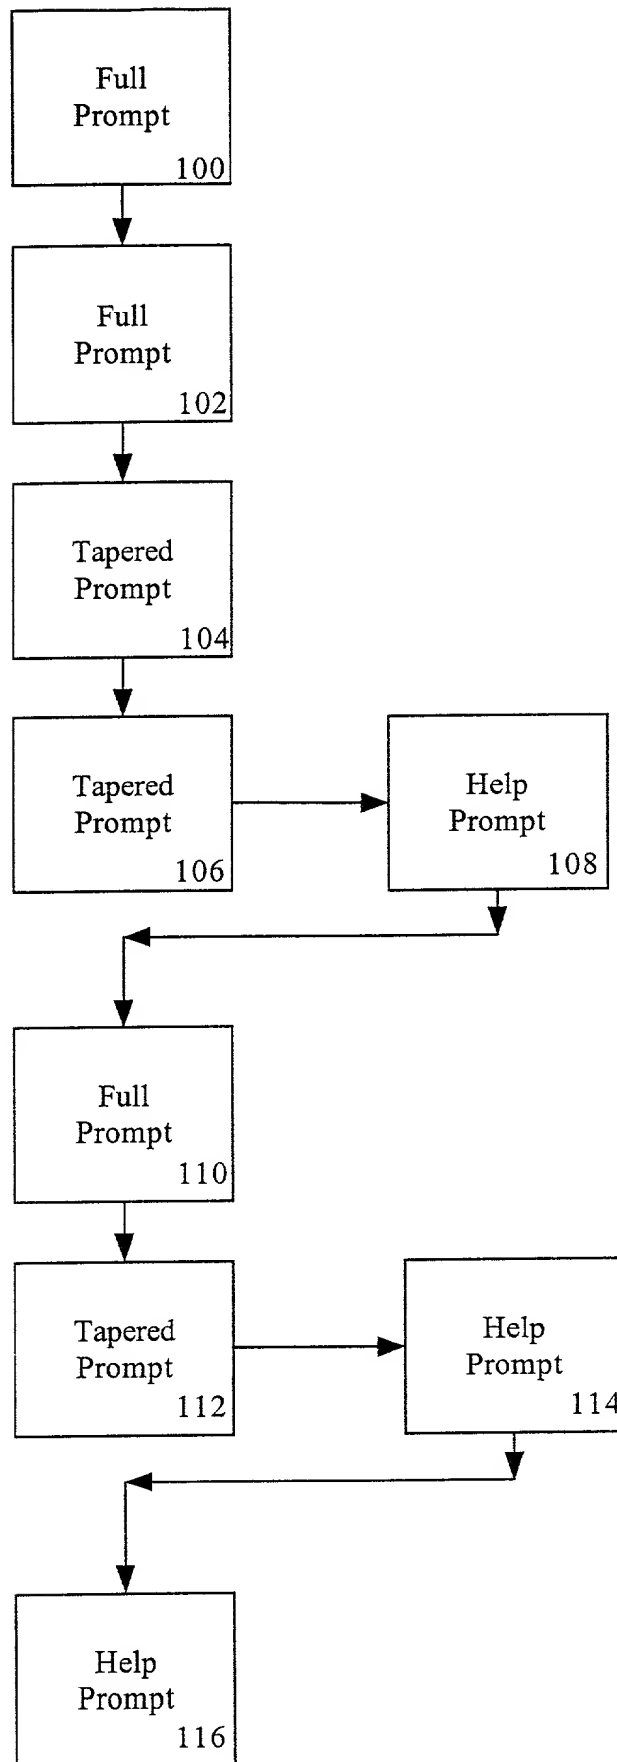 Full
Prompt
100
Full
Prompt
102
Tapered
Prompt
104
Tapered
Prompt
106
Help
Prompt
108
Full
Prompt
110
Tapered
Prompt
112
Help
Prompt
114
Help
Prompt
116